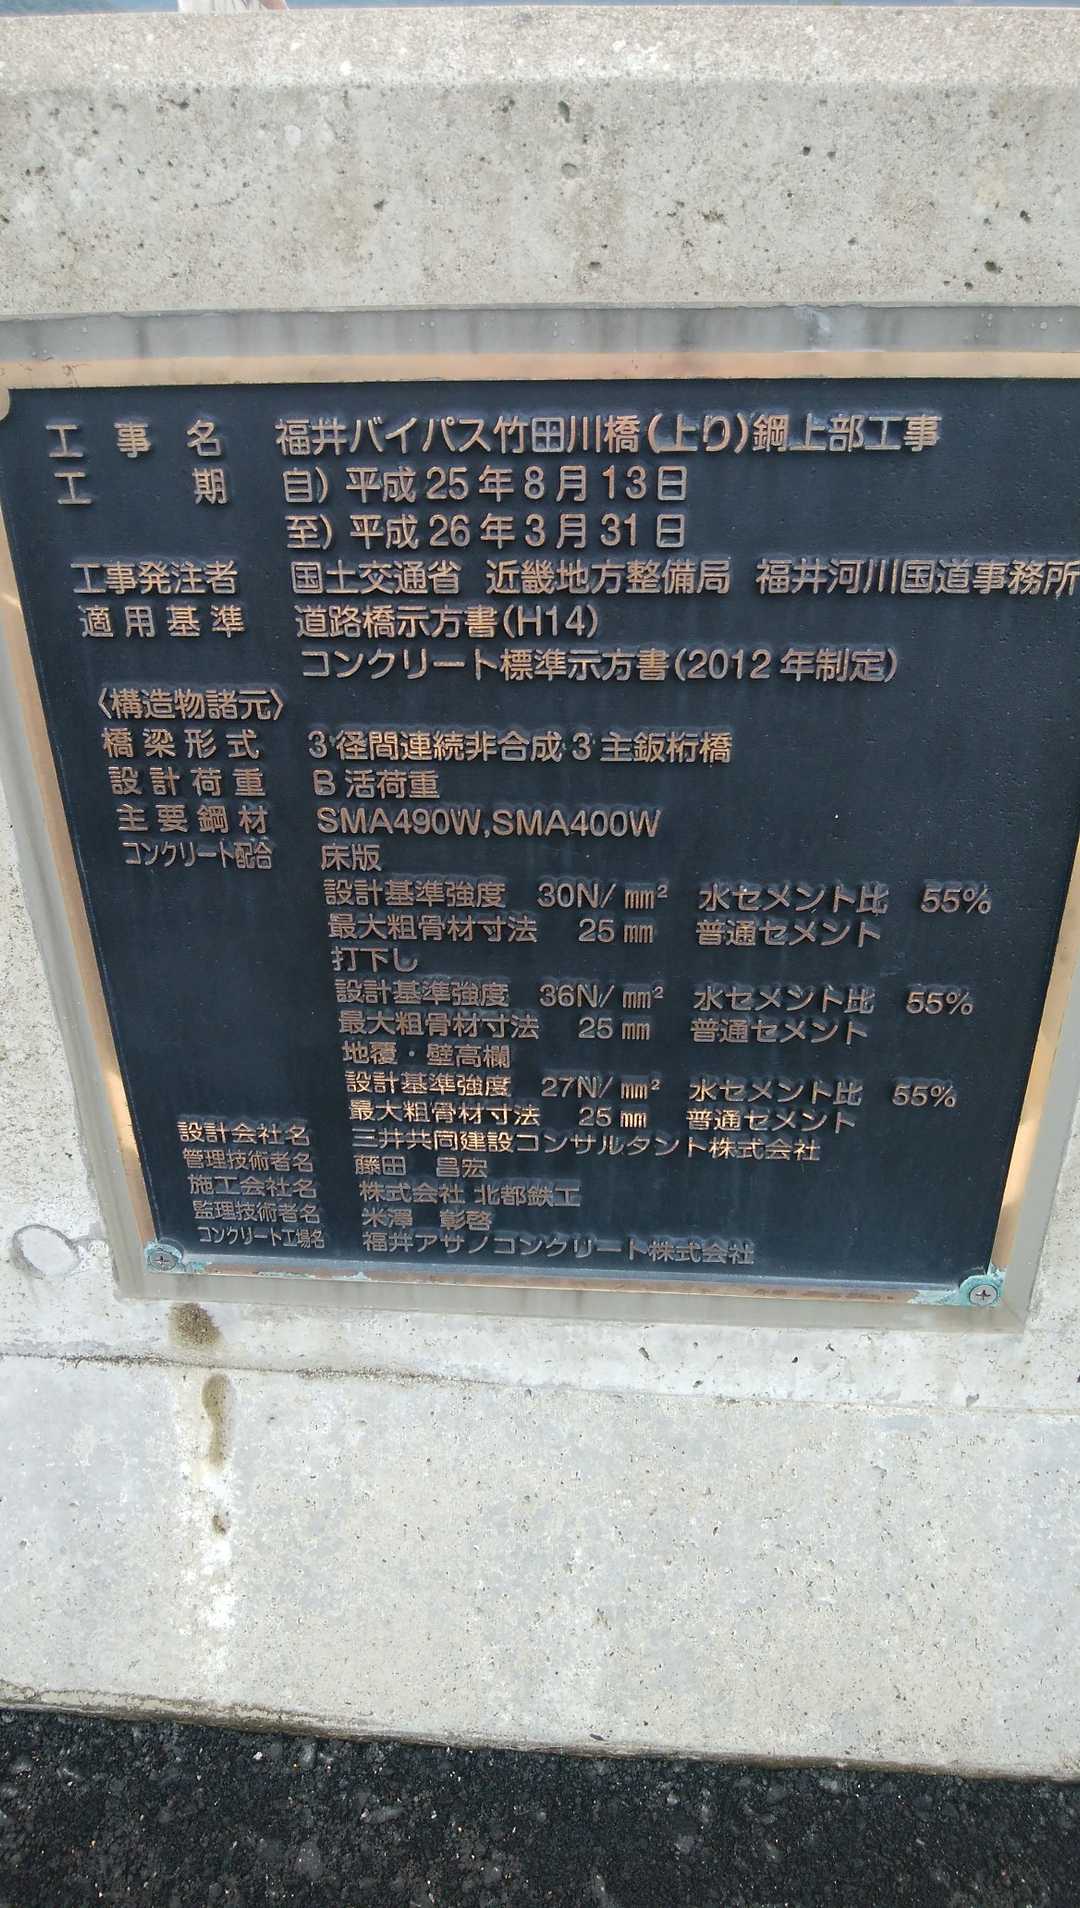 工事名 福井バイパス竹田川橋(上り)鋼上部工事
工期 自) 平成25年8月13日
至) 平成26年3月31日
工事発注者 国土交通省 近畿地方整備局 福井河川国道事務所
適用基準 道路橋示方書(H14)
コンクリート標準示方書(2012年制定)
〈構造物諸元〉
橋梁形式 3径間連続非合成3主鈑桁橋
設計荷重 B活荷重
主要鋼材 SMA490W,SMA400W
コンクリート配合 床版
設計基準強度 30N/㎜² 水セメント比 55%
最大粗骨材寸法 25㎜ 普通セメント
打下し
設計基準強度 36N/㎜² 水セメント比 55%
最大粗骨材寸法 25㎜ 普通セメント
地覆・壁高欄
設計基準強度 27N/㎜² 水セメント比 55%
最大粗骨材寸法 25㎜ 普通セメント
設計会社名 三井共同建設コンサルタント株式会社
管理技術者名 藤田 昌宏
施工会社名 株式会社 北都鉄工
監理技術者名 米澤 彰啓
コンクリート工場名 福井アサノコンクリート株式会社